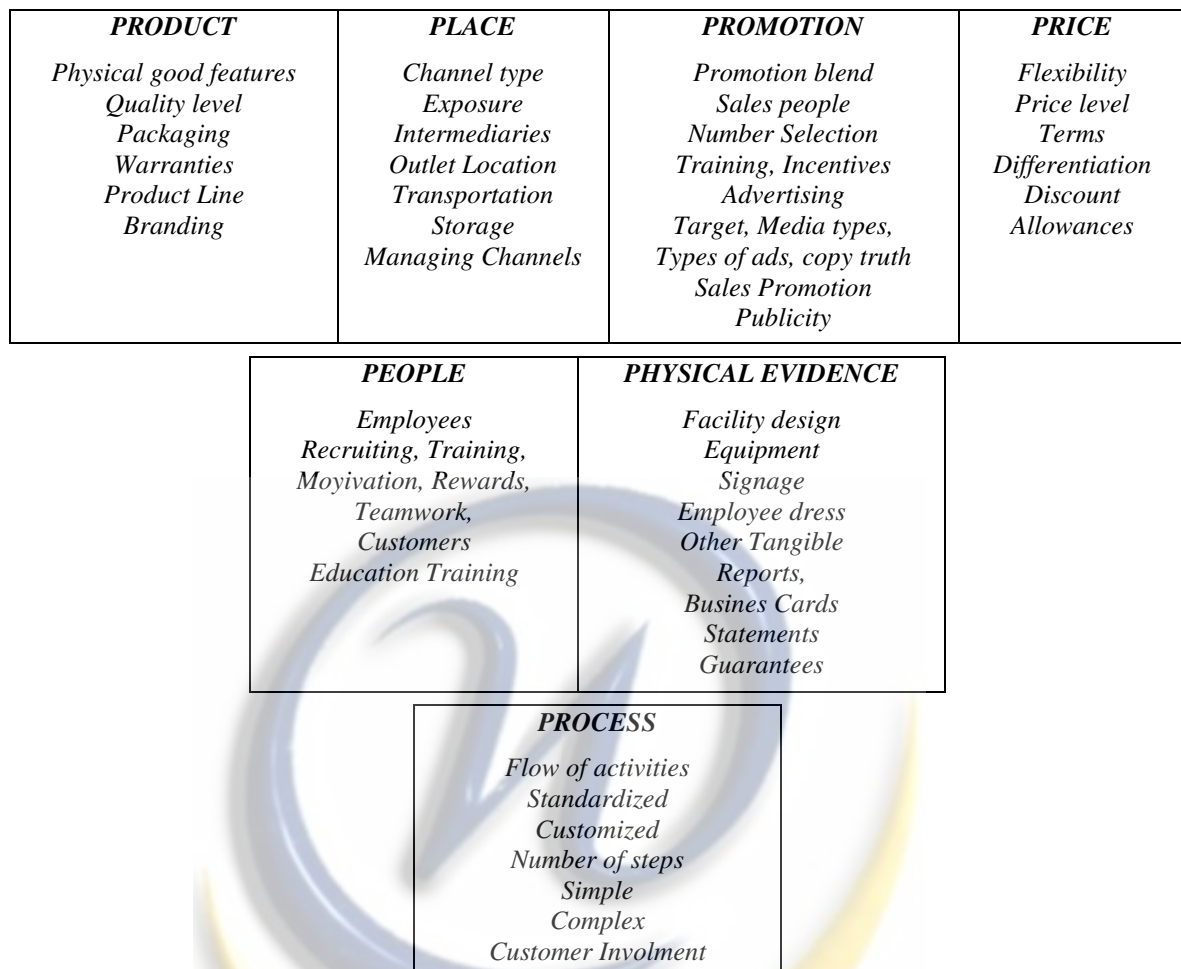 PRODUCT
Physical good features
Quality level
Packaging
Warranties
Product Line
Branding
PLACE
Channel type
Exposure
Intermediaries
Outlet Location
Transportation
Storage
Managing Channels
PROMOTION
Promotion blend
Sales people
Number Selection
Training, Incentives
Advertising
Target, Media types,
Types of ads, copy truth
Sales Promotion
Publicity
PRICE
Flexibility
Price level
Terms
Differentiation
Discount
Allowances
PEOPLE
Employees
Recruiting, Training,
Moyivation, Rewards,
Teamwork,
Customers
Education Training
PHYSICAL EVIDENCE
Facility design
Equipment
Signage
Employee dress
Other Tangible
Reports,
Busines Cards
Statements
Guarantees
PROCESS
Flow of activities
Standardized
Customized
Number of steps
Simple
Complex
Customer Involment